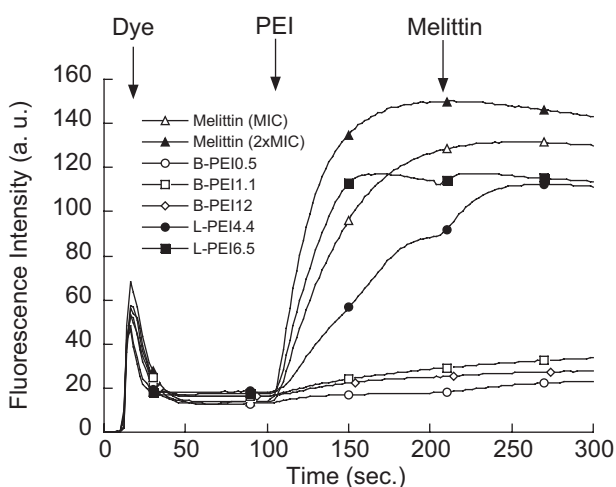 Dye PEI Melittin
160
140
120
100
80
60
40
20
0
Fluorescence Intensity (a. u.)
Melittin (MIC)
Melittin (2xMIC)
B-PEI0.5
B-PEI1.1
B-PEI12
L-PEI4.4
L-PEI6.5
0 50 100 150 200 250 300
Time (sec.)